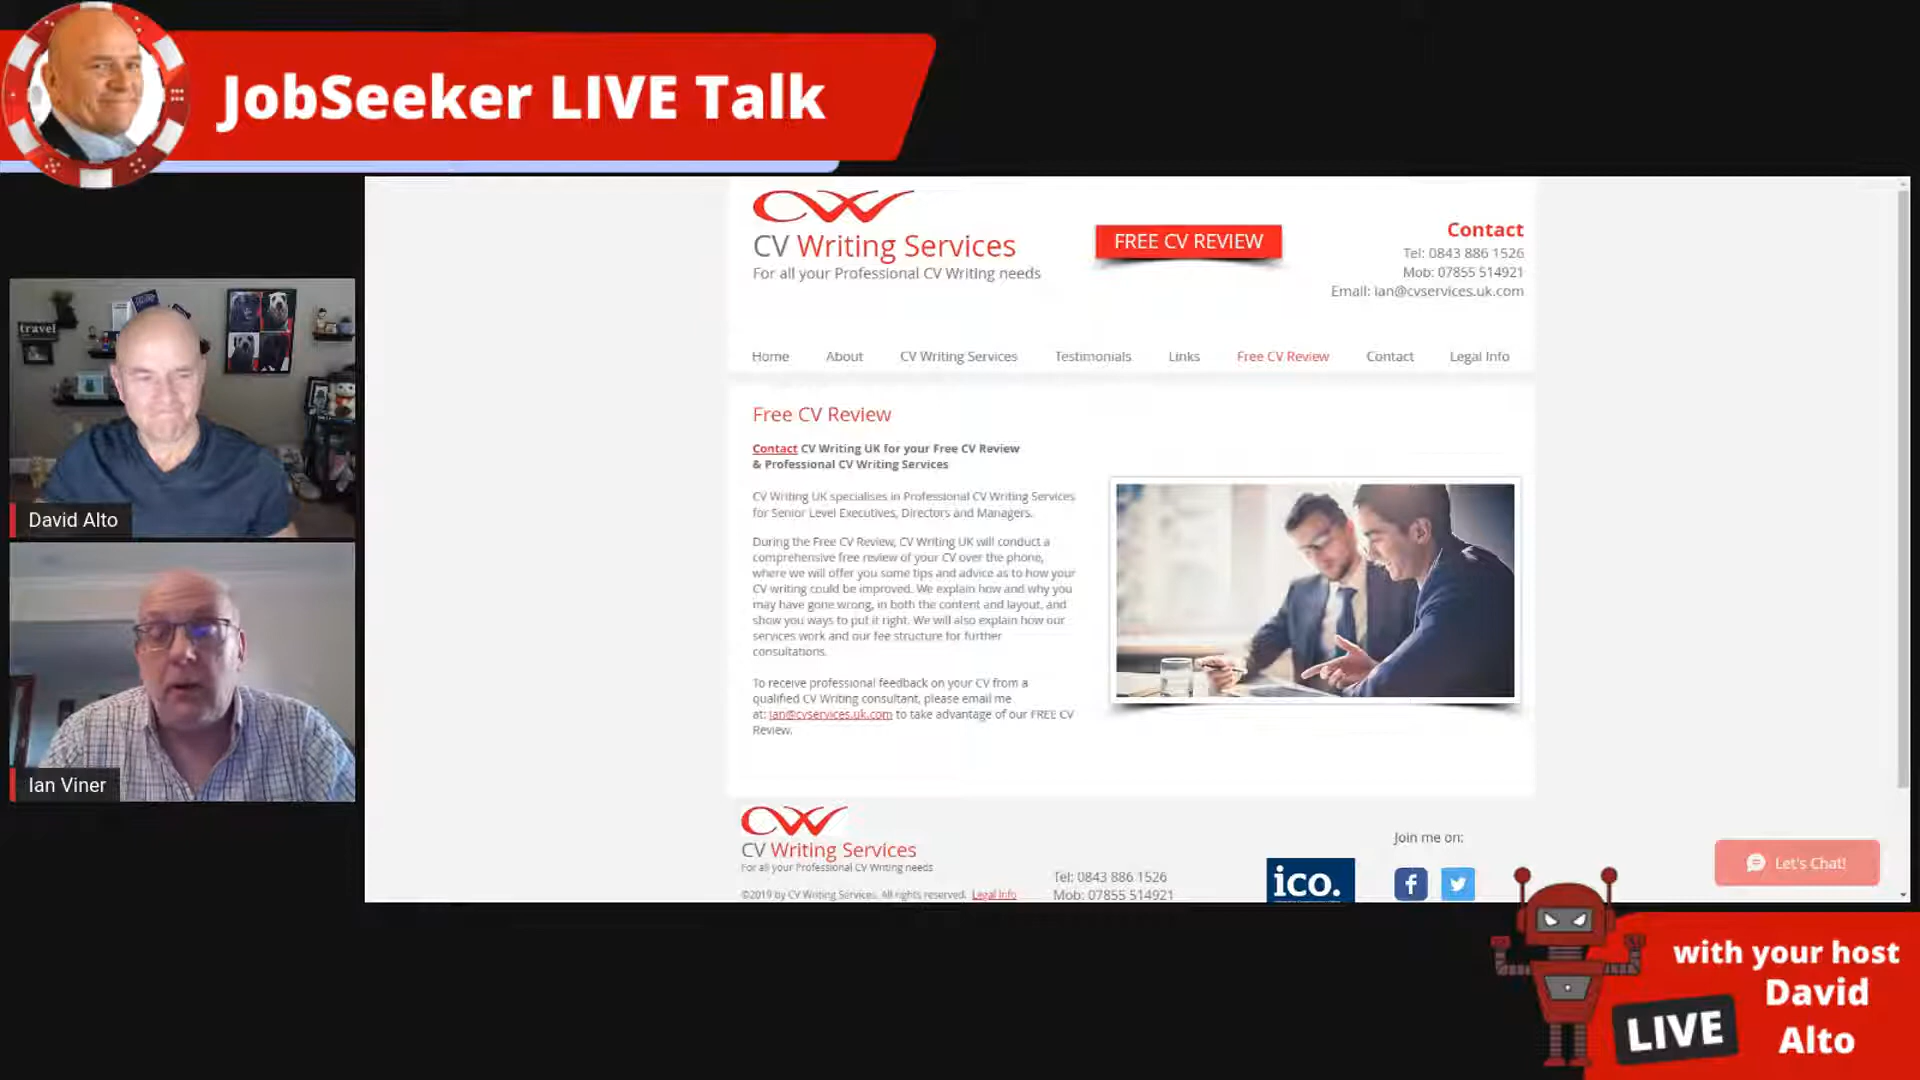 JobSeeker LIVE Talk
travel
David Alto
Ian Viner
CV Writing Services
For all your Professional CV Writing needs
FREE CV REVIEW
Contact
Tel: 0843 886 1526
Mob: 07855 514921
Email: ian@cvservices.uk.com
Home About CV Writing Services Testimonials Links Free CV Review Contact Legal Info
Free CV Review
Contact CV Writing UK for your Free CV Review
& Professional CV Writing Services
CV Writing UK specialises in Professional CV Writing Services
for Senior Level Executives, Directors and Managers.
During the Free CV Review, CV Writing UK will conduct a
comprehensive free review of your CV over the phone,
where we will offer you some tips and advice as to how your
CV writing could be improved. We explain how and why you
may have gone wrong, in both the content and layout, and
show you ways to put it right. We will also explain how our
services work and our fee structure for further
consultations.
To receive professional feedback on your CV from a
qualified CV Writing consultant, please email me
at: ian@cvservices.uk.com to take advantage of our FREE CV
Review.
CV Writing Services
For all your Professional CV Writing needs
©2019 by CV Writing Services. All rights reserved. Legal Info
Tel: 0843 886 1526
Mob: 07855 514921
ico.
Join me on:
Let's Chat!
with your host
David
Alto
LIVE